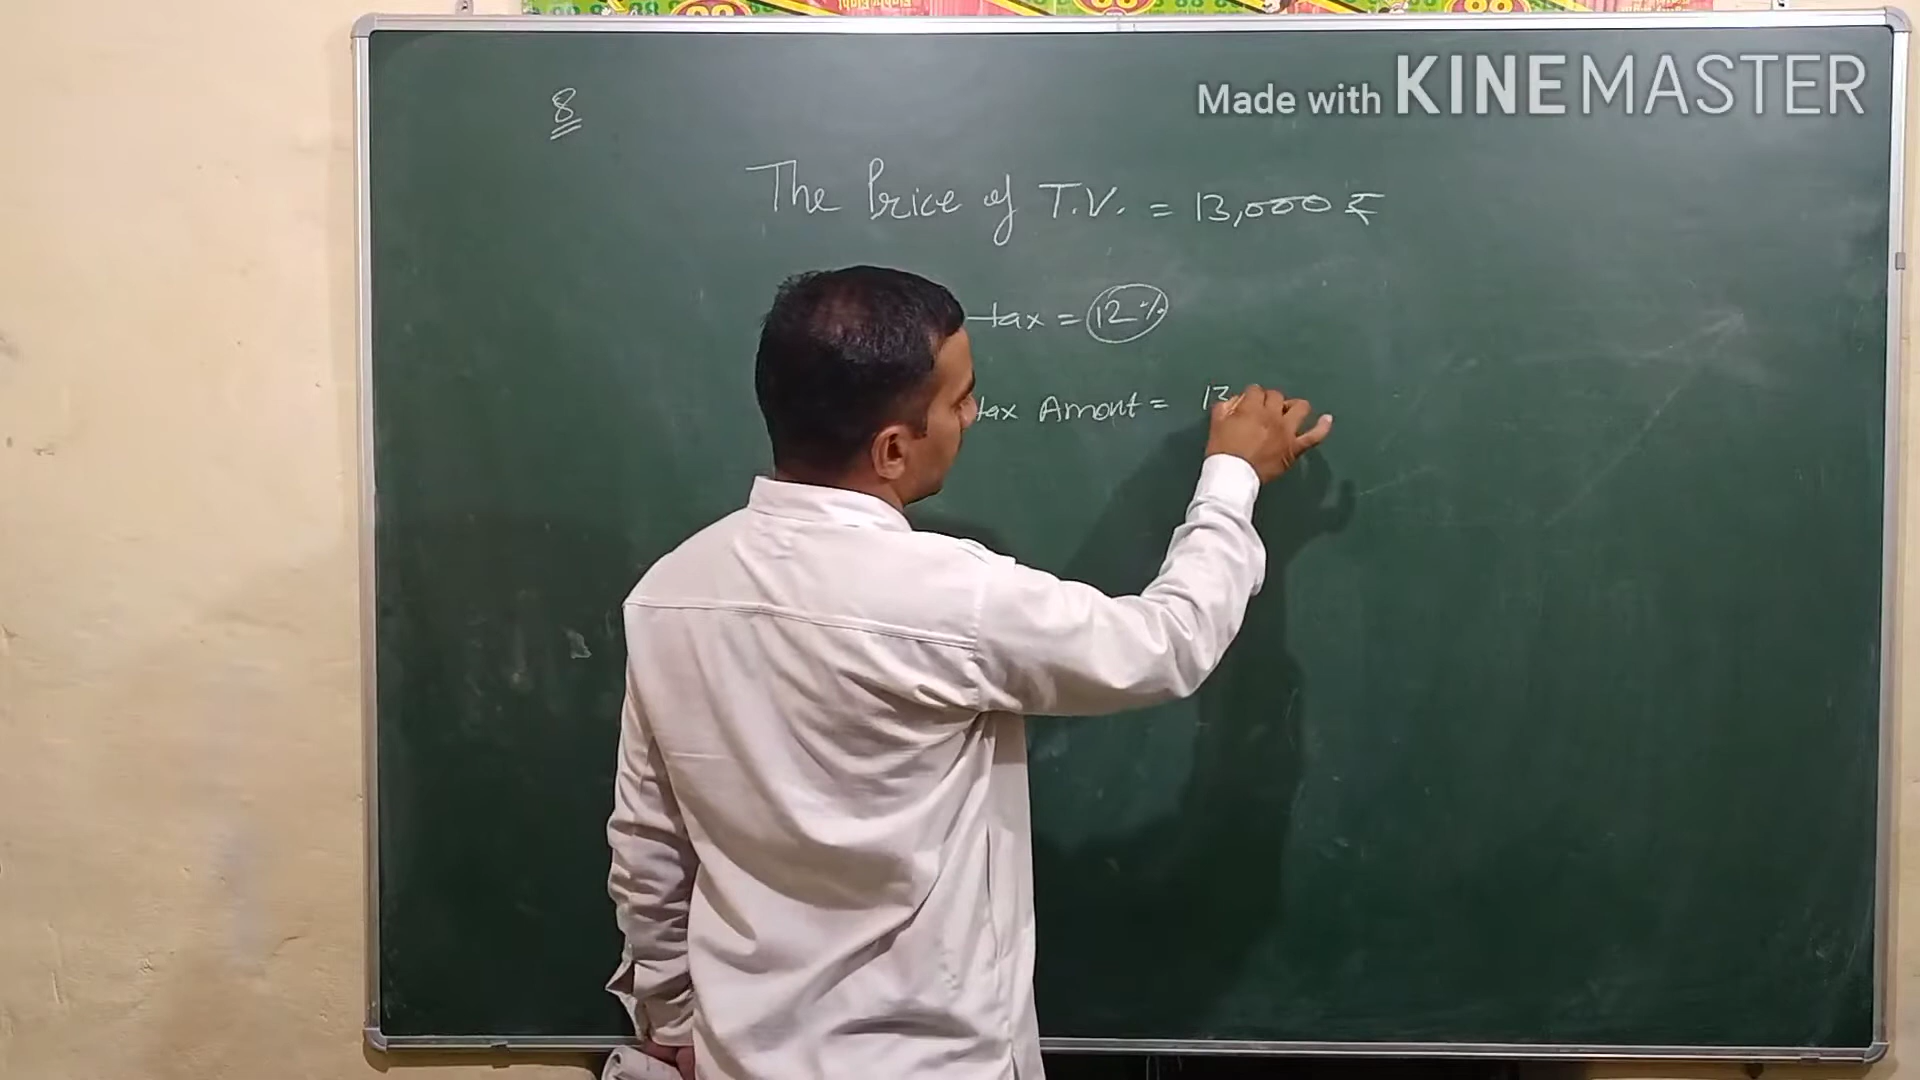 Made with KINEMASTER
8
The Price of T.V. = 13,000 ₹
tax = 12%
tax Amont = 13